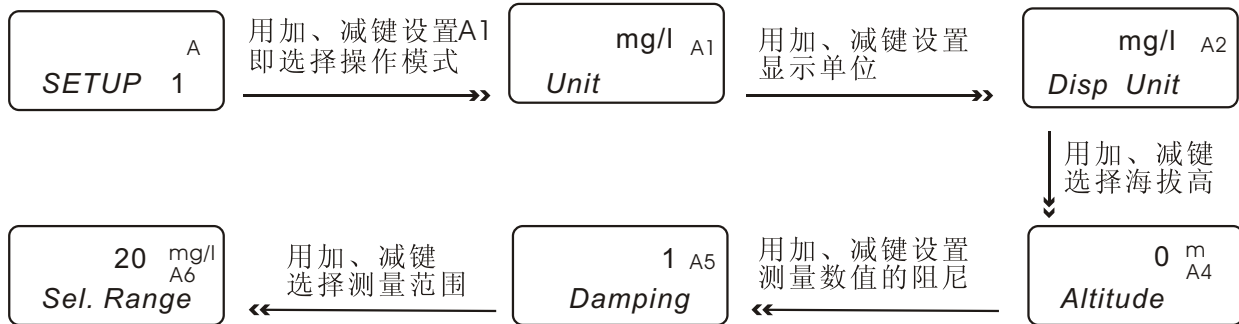 A
SETUP 1
用加、减键设置A1
即选择操作模式
mg/l A1
Unit
用加、减键设置
显示单位
mg/l A2
Disp Unit
用加、减键
选择海拔高
0 m
A4
Altitude
用加、减键设置
测量数值的阻尼
1 A5
Damping
用加、减键
选择测量范围
20 mg/l
A6
Sel. Range